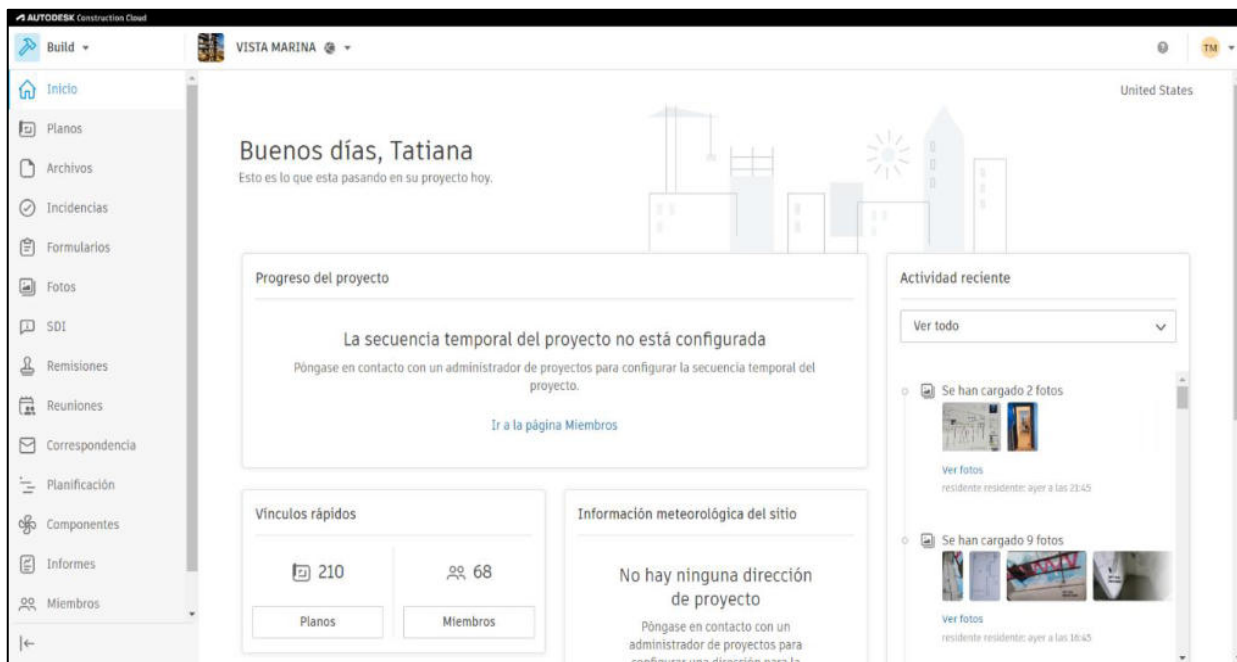 AUTODESK Construction Cloud
Build
VISTA MARINA
TM
Inicio
Planos
Archivos
Incidencias
Formularios
Fotos
SDI
Remisiones
Reuniones
Correspondencia
Planificación
Componentes
Informes
Miembros
United States
Buenos días, Tatiana
Esto es lo que esta pasando en su proyecto hoy.
Progreso del proyecto
La secuencia temporal del proyecto no está configurada
Póngase en contacto con un administrador de proyectos para configurar la secuencia temporal del
proyecto.
Ir a la página Miembros
Vínculos rápidos
210
Planos
68
Miembros
Información meteorológica del sitio
No hay ninguna dirección
de proyecto
Póngase en contacto con un
administrador de proyectos para
configurar una dirección para la
Actividad reciente
Ver todo
Se han cargado 2 fotos
Ver fotos
residente residente; ayer a las 21:45
Se han cargado 9 fotos
Ver fotos
residente residente; ayer a las 16:45